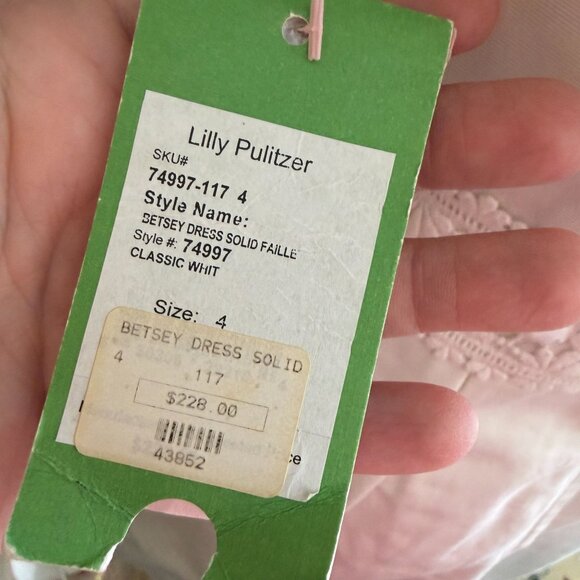 Lilly Pulitzer
SKU#
74997-117 4
Style Name:
BETSEY DRESS SOLID FAILLE
Style #: 74997
CLASSIC WHIT
Size: 4
BETSEY DRESS SOLID
4 117
$228.00
43852